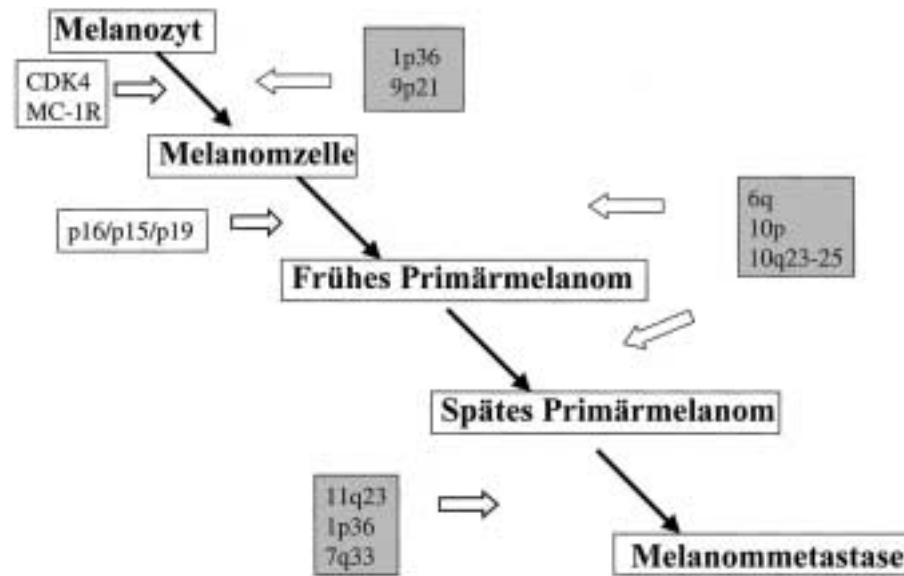 Melanozyt
1p36
9p21
CDK4
MC-1R
Melanomzelle
6q
10p
10q23-25
p16/p15/p19
Frühes Primärmelanom
Spätes Primärmelanom
11q23
1p36
7q33
Melanommetastase